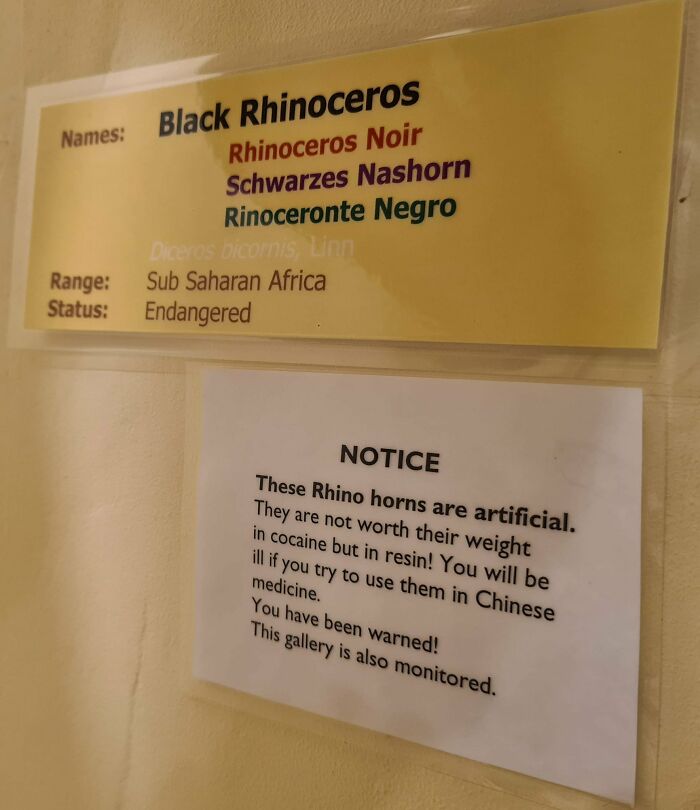 Names: Black Rhinoceros
Rhinoceros Noir
Schwarzes Nashorn
Rinoceronte Negro
Diceros bicornis, Linn
Range: Sub Saharan Africa
Status: Endangered
NOTICE
These Rhino horns are artificial.
They are not worth their weight
in cocaine but in resin! You will be
ill if you try to use them in Chinese
medicine.
You have been warned!
This gallery is also monitored.